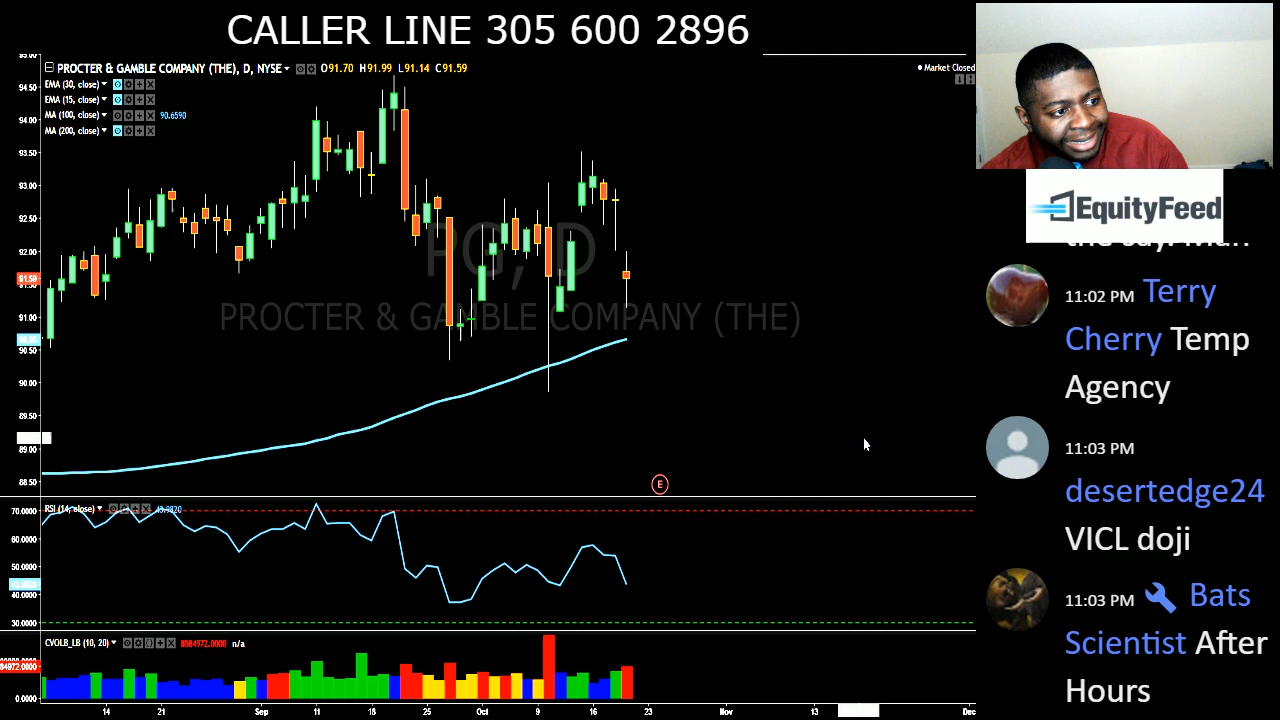 CALLER LINE 305 600 2896
PROCTER & GAMBLE COMPANY (THE), D, NYSE O91.70 H91.99 L91.14 C91.59
Market Closed
EMA (30, close)
EMA (15, close)
MA (100, close) 90.6590
MA (200, close)
94.50
94.00
93.50
93.00
92.50
92.00
91.59
91.50
91.00
90.50
90.00
89.50
89.00
88.50
PG, D
PROCTER & GAMBLE COMPANY (THE)
E
RSI (14, close)
70.0000
60.0000
50.0000
40.0000
30.0000
CVOLB_LB (10, 20) 8584972.0000 n/a
0.0000
14 21 Sep 11 18 25 Oct 9 16 23 Nov 13 Dec
EquityFeed
11:02 PM Terry
Cherry Temp
Agency
11:03 PM
desertedge24
VICL doji
11:03 PM Bats
Scientist After
Hours